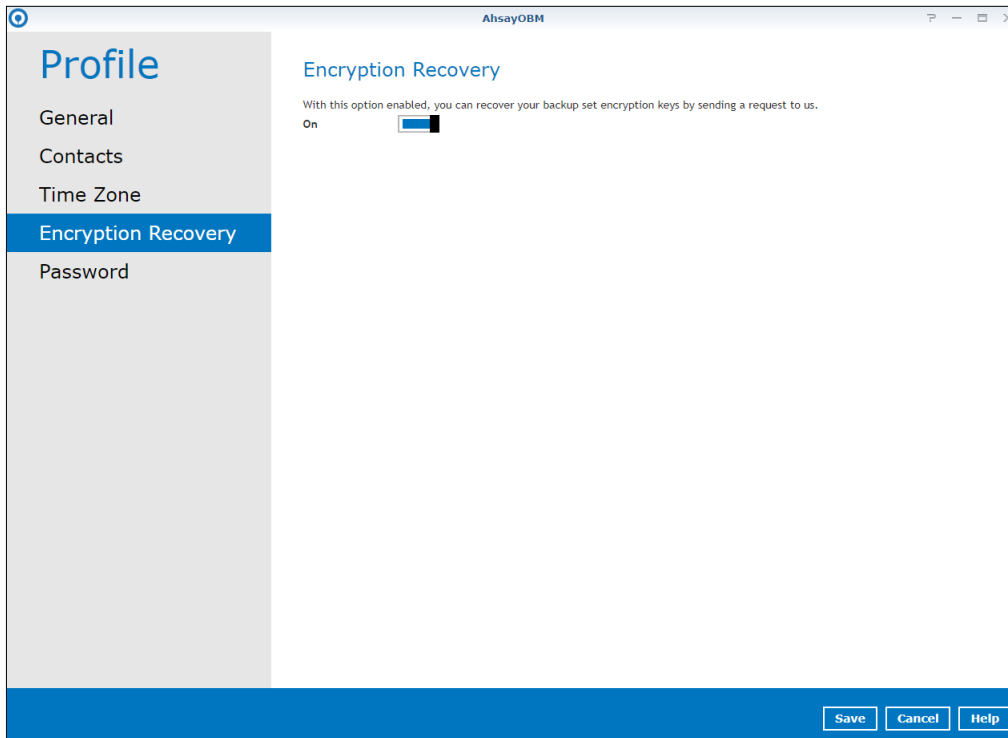 AhsayOBM
Profile
General
Contacts
Time Zone
Encryption Recovery
Password
Encryption Recovery
With this option enabled, you can recover your backup set encryption keys by sending a request to us.
On
Save
Cancel
Help